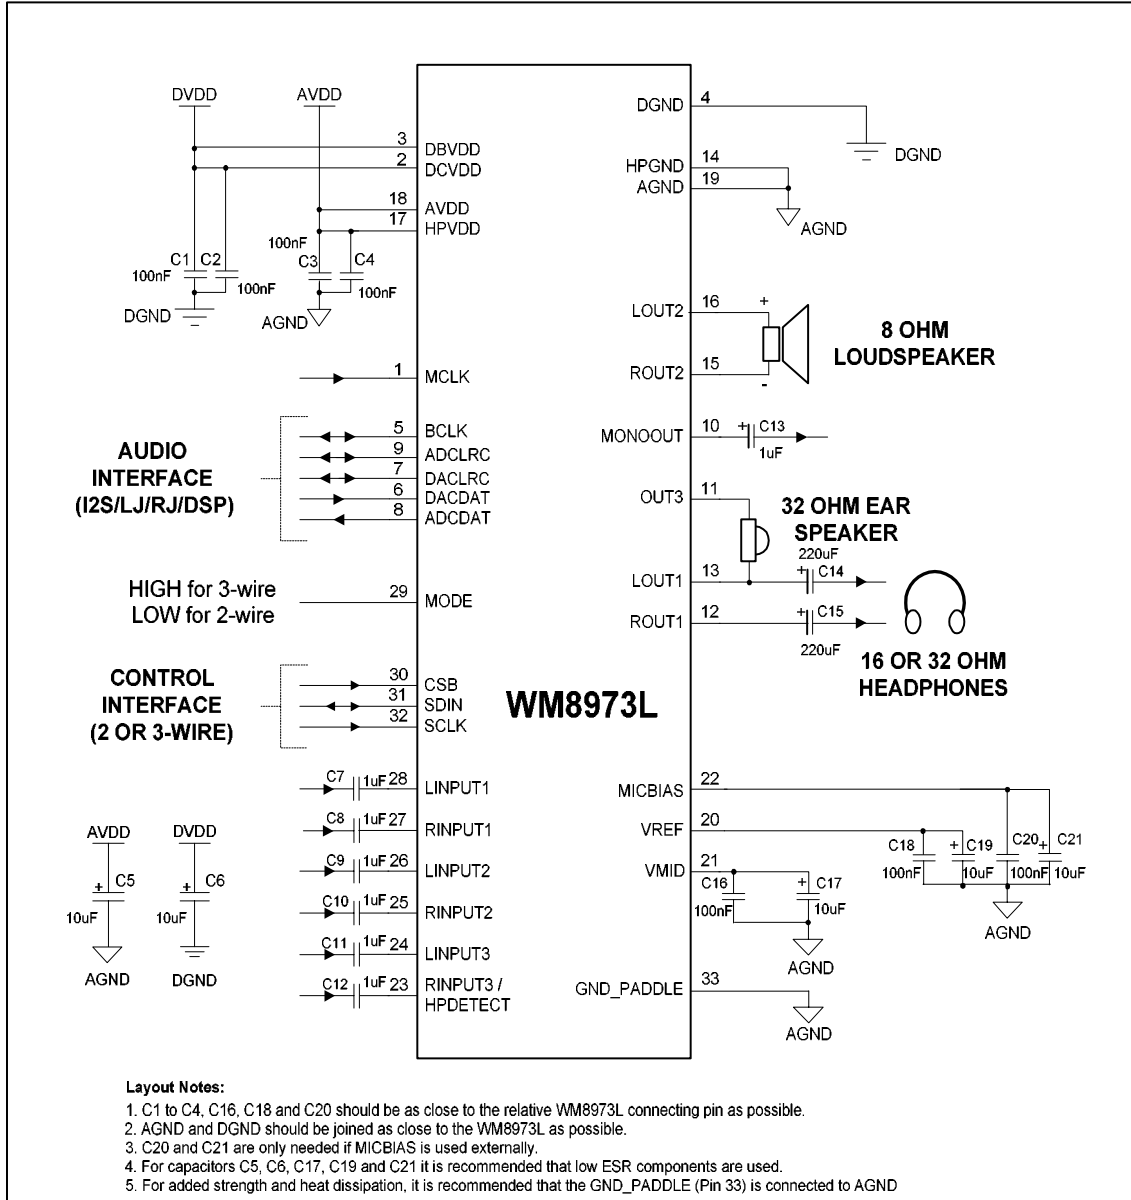 DVDD
AVDD
3
DBVDD
2
DCVDD
18
AVDD
17
HPVDD
100nF
C1
C2
C3
C4
100nF
100nF
100nF
DGND
AGND
1
MCLK
AUDIO
INTERFACE
(I2S/LJ/RJ/DSP)
5
BCLK
9
ADCLRC
7
DACLRC
6
DACDAT
8
ADCDAT
HIGH for 3-wire
LOW for 2-wire
29
MODE
CONTROL
INTERFACE
(2 OR 3-WIRE)
30
CSB
31
SDIN
32
SCLK
C7
1uF
28
LINPUT1
C8
1uF
27
RINPUT1
C9
1uF
26
LINPUT2
C10
1uF
25
RINPUT2
C11
1uF
24
LINPUT3
C12
1uF
23
RINPUT3 /
HPDETECT
AVDD
DVDD
+
C5
+
C6
10uF
10uF
AGND
DGND
WM8973L
DGND
4
DGND
HPGND
14
AGND
19
AGND
LOUT2
16
+
8 OHM
LOUDSPEAKER
ROUT2
15
-
MONOOUT
10
+
C13
1uF
OUT3
11
32 OHM EAR
SPEAKER
220uF
LOUT1
13
+
C14
ROUT1
12
+
C15
220uF
16 OR 32 OHM
HEADPHONES
MICBIAS
22
VREF
20
C18
+
C19
C20
+
C21
100nF
10uF
100nF
10uF
AGND
VMID
21
C16
+
C17
100nF
10uF
AGND
GND_PADDLE
33
AGND
Layout Notes:
1. C1 to C4, C16, C18 and C20 should be as close to the relative WM8973L connecting pin as possible.
2. AGND and DGND should be joined as close to the WM8973L as possible.
3. C20 and C21 are only needed if MICBIAS is used externally.
4. For capacitors C5, C6, C17, C19 and C21 it is recommended that low ESR components are used.
5. For added strength and heat dissipation, it is recommended that the GND_PADDLE (Pin 33) is connected to AGND